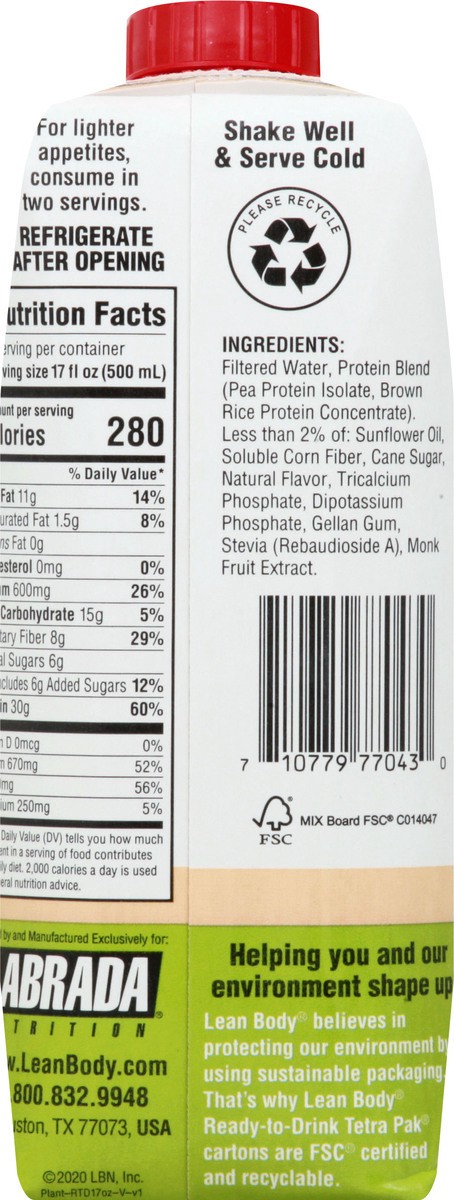 For lighter
appetites,
consume in
two servings.
REFRIGERATE
AFTER OPENING
utrition Facts
erving per container
ving size 17 fl oz (500 mL)
unt per serving
lories 280
% Daily Value*
Fat 11g 14%
urated Fat 1.5g 8%
ns Fat 0g
esterol 0mg 0%
m 600mg 26%
Carbohydrate 15g 5%
tary Fiber 8g 29%
al Sugars 6g
cludes 6g Added Sugars 12%
in 30g 60%
n D 0mcg 0%
n 670mg 52%
mg 56%
ium 250mg 5%
Daily Value (DV) tells you how much
ent in a serving of food contributes
ily diet. 2,000 calories a day is used
eral nutrition advice.
by and Manufactured Exclusively for:
ABRADA®
TRITION
w.LeanBody.com
.800.832.9948
uston, TX 77073, USA
©2020 LBN, Inc.
Plant-RTD17oz-V-v1
Shake Well
& Serve Cold
PLEASE RECYCLE
INGREDIENTS:
Filtered Water, Protein Blend
(Pea Protein Isolate, Brown
Rice Protein Concentrate).
Less than 2% of: Sunflower Oil,
Soluble Corn Fiber, Cane Sugar,
Natural Flavor, Tricalcium
Phosphate, Dipotassium
Phosphate, Gellan Gum,
Stevia (Rebaudioside A), Monk
Fruit Extract.
7 10779 77043 0
FSC
MIX Board FSC® C014047
Helping you and our
environment shape up
Lean Body® believes in
protecting our environment by
using sustainable packaging.
That's why Lean Body®
Ready-to-Drink Tetra Pak®
cartons are FSC® certified
and recyclable.